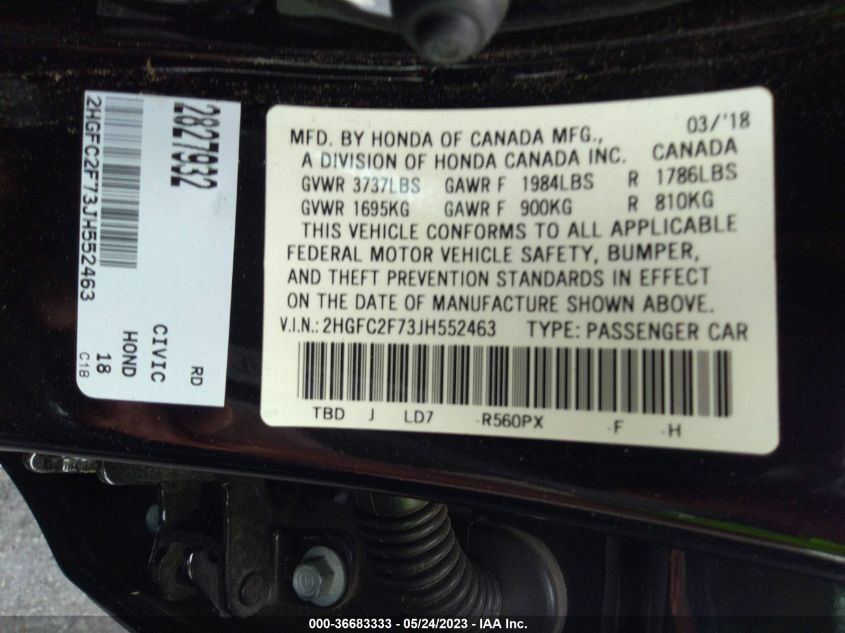 2827932
2HGFC2F73JH552463
RD
CIVIC
HOND
18
C1B
03/'18
MFD. BY HONDA OF CANADA MFG.,
A DIVISION OF HONDA CANADA INC. CANADA
GVWR 3737LBS GAWR F 1984LBS R 1786LBS
GVWR 1695KG GAWR F 900KG R 810KG
THIS VEHICLE CONFORMS TO ALL APPLICABLE
FEDERAL MOTOR VEHICLE SAFETY, BUMPER,
AND THEFT PREVENTION STANDARDS IN EFFECT
ON THE DATE OF MANUFACTURE SHOWN ABOVE.
V.I.N.: 2HGFC2F73JH552463 TYPE: PASSENGER CAR
TBD J LD7 -R560PX -F -H
000-36683333 / 05/24/2023 - IAA Inc.